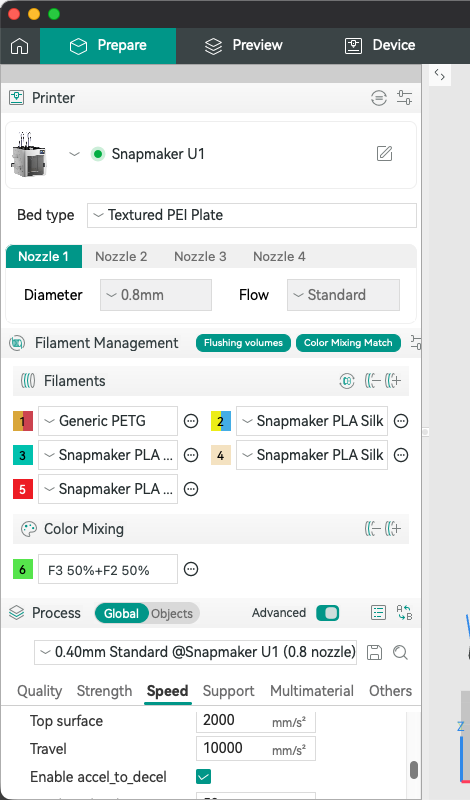 Prepare Preview Device
Printer
Snapmaker U1
Bed type Textured PEI Plate
Nozzle 1 Nozzle 2 Nozzle 3 Nozzle 4
Diameter 0.8mm Flow Standard
Filament Management Flushing volumes Color Mixing Match
Filaments
1 Generic PETG 2 Snapmaker PLA Silk
3 Snapmaker PLA ... 4 Snapmaker PLA Silk
5 Snapmaker PLA ...
Color Mixing
6 F3 50%+F2 50%
Process Global Objects Advanced A B
0.40mm Standard @Snapmaker U1 (0.8 nozzle)
Quality Strength Speed Support Multimaterial Others
Top surface 2000 mm/s²
Travel 10000 mm/s²
Enable accel_to_decel
Z